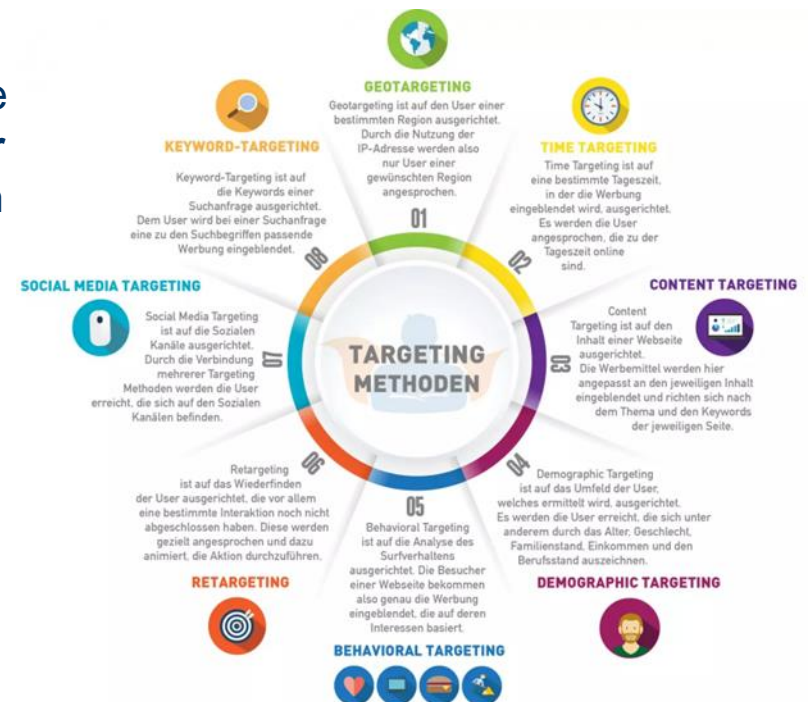 GEOTARGETING
Geotargeting ist auf den User einer
bestimmten Region ausgerichtet.
Durch die Nutzung der
IP-Adresse werden also
nur User einer
gewünschten Region
angesprochen.
01
TIME TARGETING
Time Targeting ist auf
eine bestimmte Tageszeit,
in der die Werbung
eingeblendet wird, ausgerichtet.
Es werden die User
angesprochen, die zu der
Tageszeit online
sind.
02
CONTENT TARGETING
Content
Targeting ist auf den
Inhalt einer Webseite
ausgerichtet.
Die Werbemittel werden hier
angepasst an den jeweiligen Inhalt
eingeblendet und richten sich nach
dem Thema und den Keywords
der jeweiligen Seite.
03
04
Demographic Targeting
ist auf das Umfeld der User,
welches ermittelt wird, ausgerichtet.
Es werden die User erreicht, die sich unter
anderem durch das Alter, Geschlecht,
Familienstand, Einkommen und den
Berufsstand auszeichnen.
DEMOGRAPHIC TARGETING
05
Behavioral Targeting
ist auf die Analyse des
Surfverhaltens
ausgerichtet. Die Besucher
einer Webseite bekommen
also genau die Werbung
eingeblendet, die auf deren
Interessen basiert.
BEHAVIORAL TARGETING
06
Retargeting
ist auf das Wiederfinden
der User ausgerichtet, die vor allem
eine bestimmte Interaktion noch nicht
abgeschlossen haben. Diese werden
gezielt angesprochen und dazu
animiert, die Aktion durchzuführen.
RETARGETING
SOCIAL MEDIA TARGETING
Social Media Targeting
ist auf die Sozialen
Kanäle ausgerichtet.
Durch die Verbindung
mehrerer Targeting
Methoden werden die User
erreicht, die sich auf den Sozialen
Kanälen befinden.
07
KEYWORD-TARGETING
Keyword-Targeting ist auf
die Keywords einer
Suchanfrage ausgerichtet.
Dem User wird bei einer Suchanfrage
eine zu den Suchbegriffen passende
Werbung eingeblendet.
08
TARGETING
METHODEN